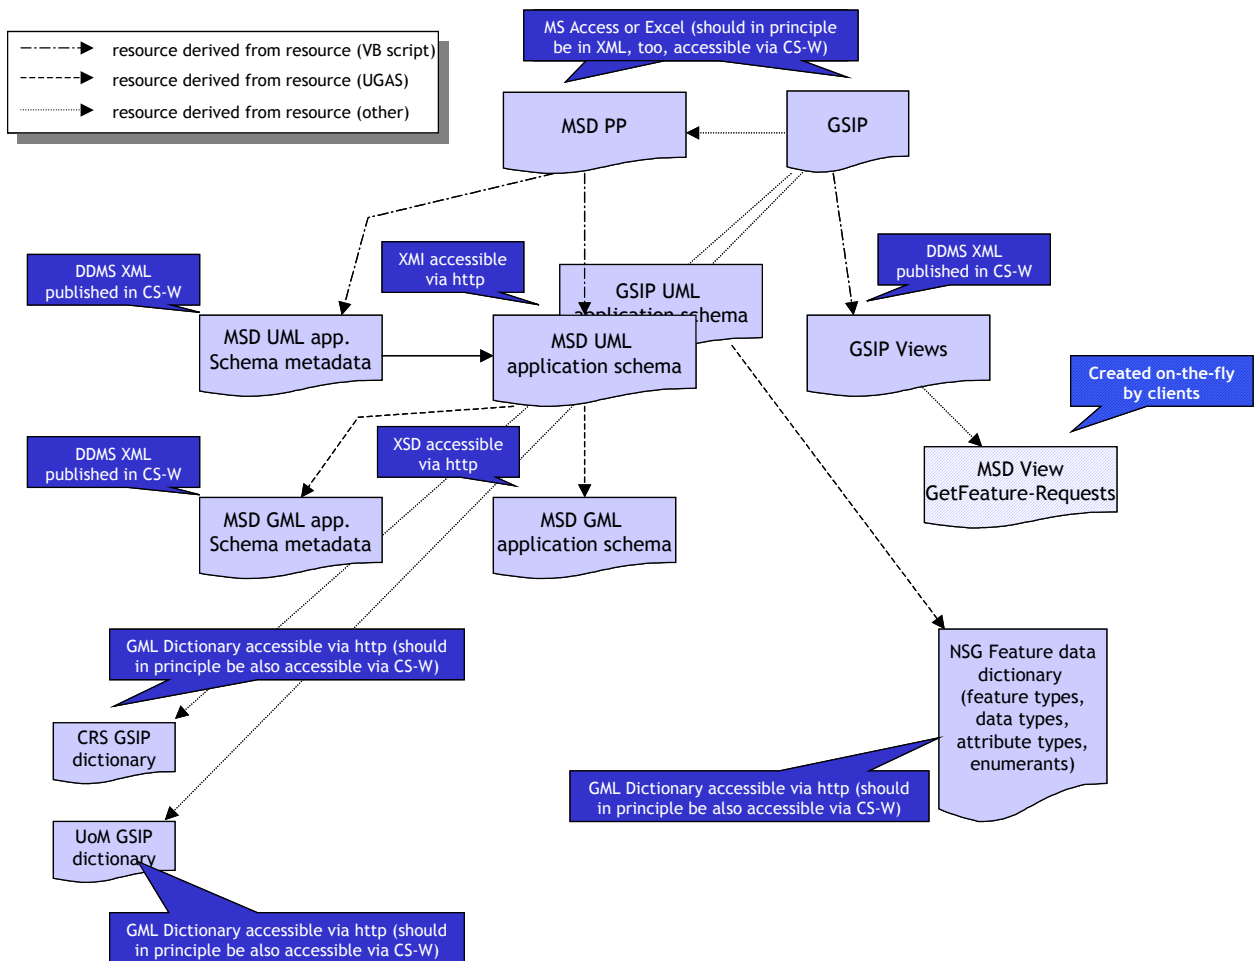 MS Access or Excel (should in principle
be in XML, too, accessible via CS-W)
resource derived from resource (VB script)
resource derived from resource (UGAS)
resource derived from resource (other)
MSD PP
GSIP
DDMS XML
published in CS-W
XMI accessible
via http
DDMS XML
published in CS-W
GSIP UML
application schema
MSD UML app.
Schema metadata
MSD UML
application schema
GSIP Views
Created on-the-fly
by clients
DDMS XML
published in CS-W
XSD accessible
via http
MSD View
GetFeature-Requests
MSD GML app.
Schema metadata
MSD GML
application schema
GML Dictionary accessible via http (should
in principle be also accessible via CS-W)
NSG Feature data
dictionary
(feature types,
data types,
attribute types,
enumerants)
CRS GSIP
dictionary
GML Dictionary accessible via http (should
in principle be also accessible via CS-W)
UoM GSIP
dictionary
GML Dictionary accessible via http (should
in principle be also accessible via CS-W)